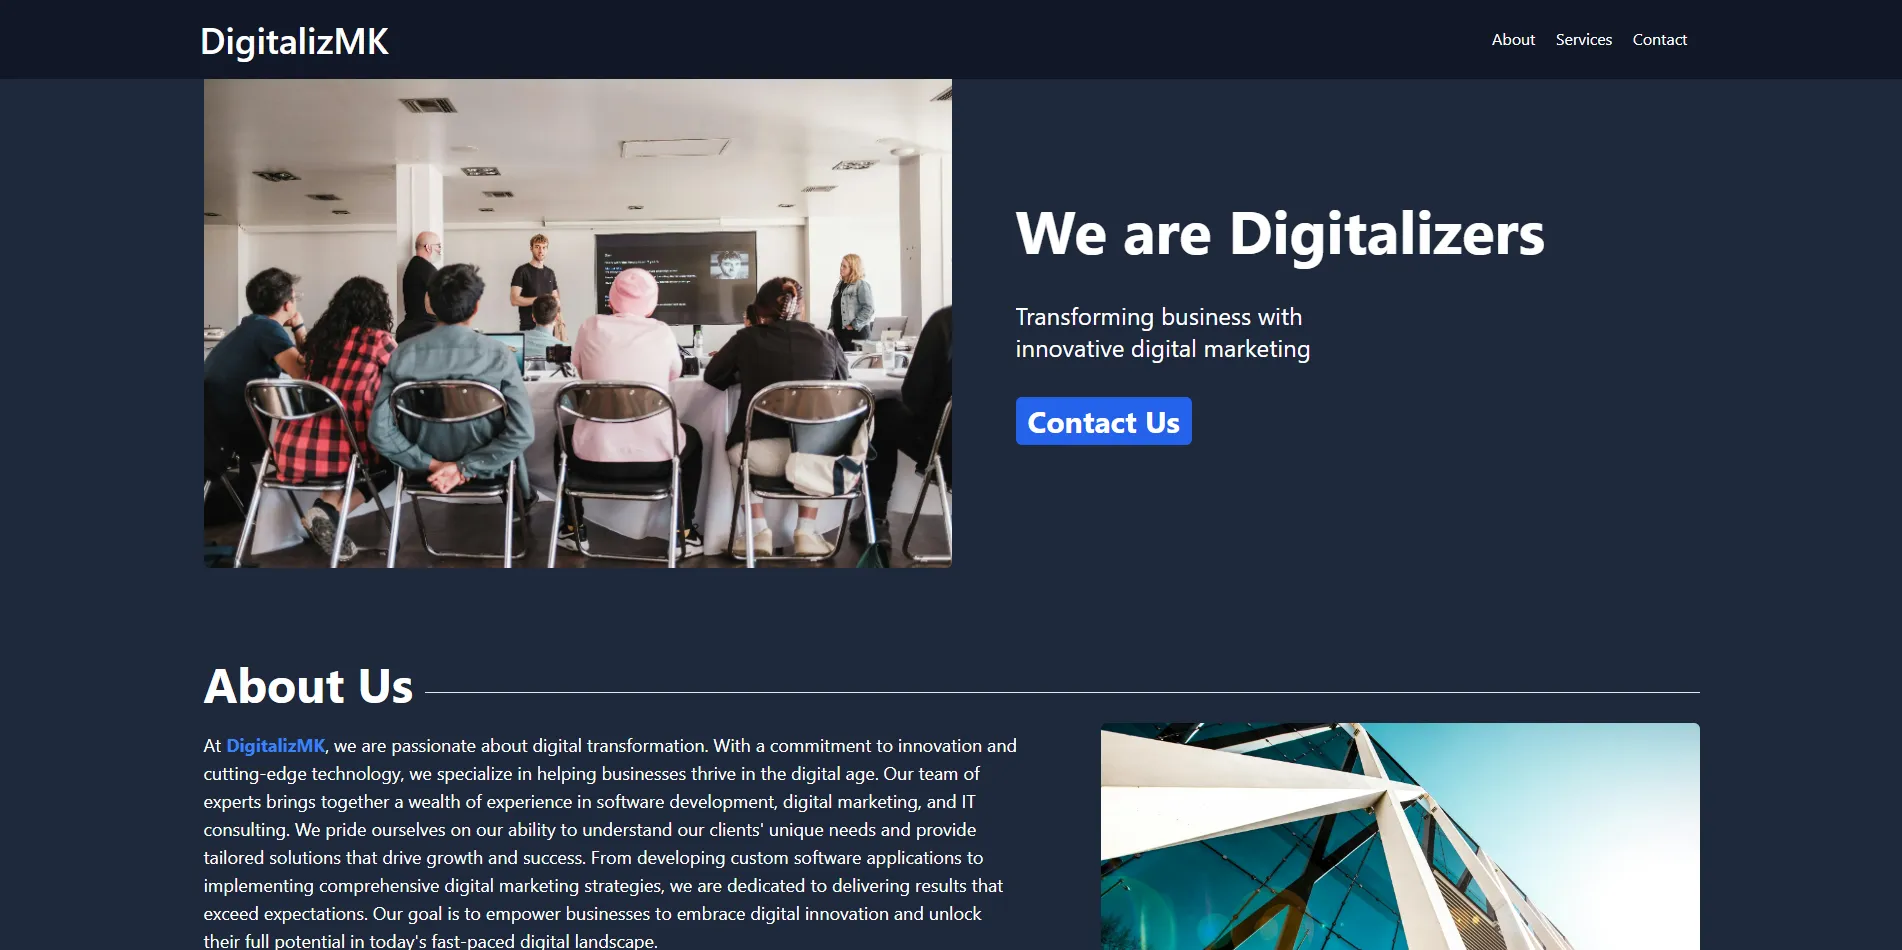 DigitalizMK
About Services Contact
We are Digitalizers
Transforming business with
innovative digital marketing
Contact Us
About Us
At DigitalizMK, we are passionate about digital transformation. With a commitment to innovation and
cutting-edge technology, we specialize in helping businesses thrive in the digital age. Our team of
experts brings together a wealth of experience in software development, digital marketing, and IT
consulting. We pride ourselves on our ability to understand our clients' unique needs and provide
tailored solutions that drive growth and success. From developing custom software applications to
implementing comprehensive digital marketing strategies, we are dedicated to delivering results that
exceed expectations. Our goal is to empower businesses to embrace digital innovation and unlock
their full potential in today's fast-paced digital landscape.